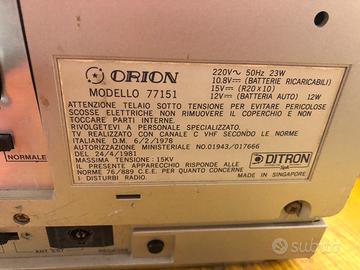 ORION
MODELLO 77151
220V~ 50Hz 23W
10.8V⎓ (BATTERIE RICARICABILI)
15V⎓ (R20×10)
12V⎓ (BATTERIA AUTO) 12W
ATTENZIONE TELAIO SOTTO TENSIONE PER EVITARE PERICOLOSE
SCOSSE ELETTRICHE NON RIMUOVERE IL COPERCHIO E NON
TOCCARE PARTI INTERNE.
RIVOLGETEVI A PERSONALE SPECIALIZZATO.
TV REALIZZATO CON CANALE C VHF SECONDO LE NORME
ITALIANE D.M. 6/2/1978
AUTORIZZAZIONE MINISTERIALE NO.01943/017666
DEL 24/4/1981
MASSIMA TENSIONE: 15KV
IL PRESENTE APPARECCHIO RISPONDE ALLE
NORME 76/889 C.E.E. PER QUANTO CONCERNE
I DISTURBI RADIO.
DITRON
SpA
MADE IN SINGAPORE
NORMALE
subito